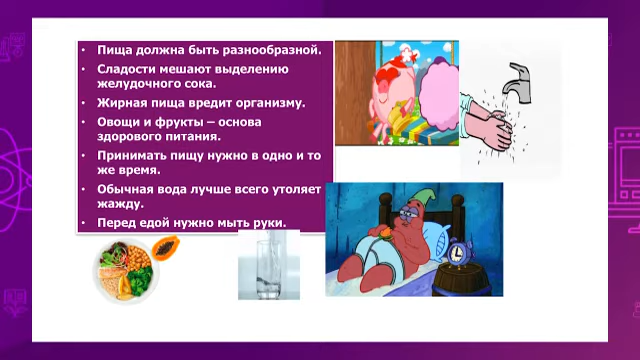 • Пища должна быть разнообразной.
• Сладости мешают выделению
желудочного сока.
• Жирная пища вредит организму.
• Овощи и фрукты – основа
здорового питания.
• Принимать пищу нужно в одно и то
же время.
• Обычная вода лучше всего утоляет
жажду.
• Перед едой нужно мыть руки.